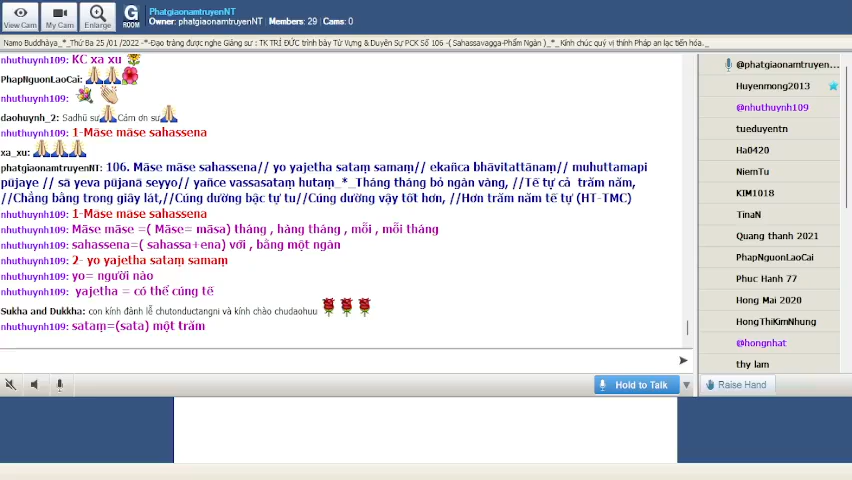 View Cam
My Cam
Enlarge
G
ROOM
PhatgiaonamtruyenNT
Owner: phatgiaonamtruyenNT | Members: 29 | Cams: 0
Namo Buddhàya_*_Thứ Ba 25 /01 /2022 -*-Đạo tràng được nghe Giảng sư : TK TRÍ ĐỨC trình bày Từ Vựng & Duyên Sự PCK Số 106 -( Sahassavagga-Phẩm Ngàn )_*_Kính chúc quý vị thính Pháp an lạc tiến hóa._
nhuthuynh109: KC xa xu
PhapNguonLaoCai:
nhuthuynh109:
daohuynh_2: Sadhū sư Cám ơn sư
nhuthuynh109: 1-Māse māse sahassena
xa_xu:
phatgiaonamtruyenNT: 106. Māse māse sahassena// yo yajetha sataṃ samaṃ// ekañca bhāvitattānaṃ// muhuttamapi
pūjaye // sā yeva pūjanā seyyo// yañce vassasataṃ hutaṃ_*_Tháng tháng bỏ ngàn vàng, //Tế tự cả  trăm năm,
//Chẳng bằng trong giây lát,//Cúng dường bậc tự tu//Cúng dường vậy tốt hơn, //Hơn trăm năm tế tự (HT-TMC)
nhuthuynh109: 1-Māse māse sahassena
nhuthuynh109: Māse māse =( Māse= māsa) tháng , hàng tháng , mỗi , mỗi tháng
nhuthuynh109: sahassena=( sahassa+ena) với , bằng một ngàn
nhuthuynh109: 2- yo yajetha sataṃ samaṃ
nhuthuynh109: yo= người nào
nhuthuynh109: yajetha = có thể cúng tế
Sukha and Dukkha: con kính đảnh lễ chutonductangni và kính chào chudaohuu
nhuthuynh109: sataṃ=(sata) một trăm
@phatgiaonamtruyen...
Huyenmong2013
@nhuthuynh109
tueduyentn
Ha0420
NiemTu
KIM1018
TinaN
Quang thanh 2021
PhapNguonLaoCai
Phuc Hanh 77
Hong Mai 2020
HongThiKimNhung
@hongnhat
thy lam
Hold to Talk
Raise Hand